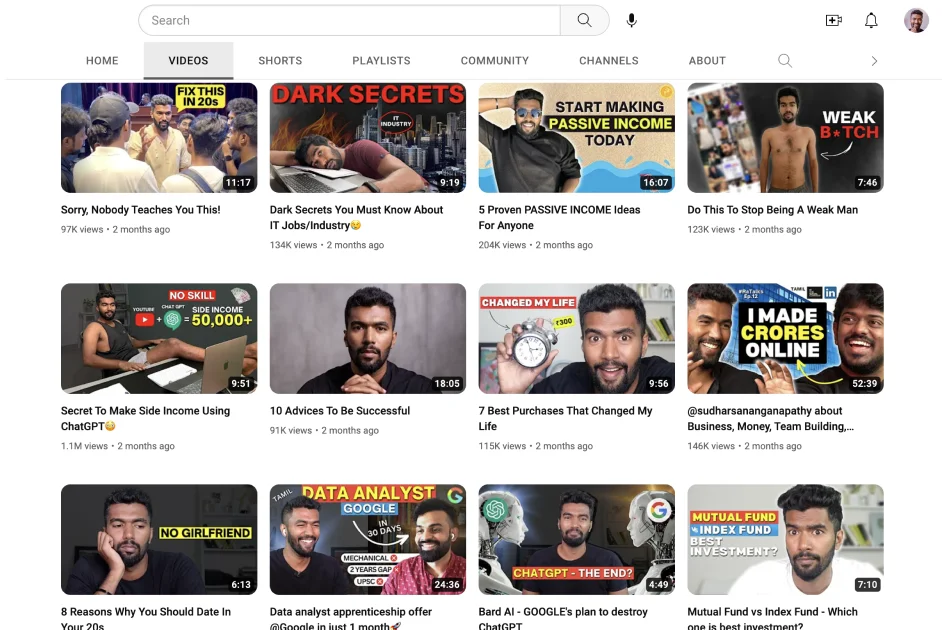 Search
HOME
VIDEOS
SHORTS
PLAYLISTS
COMMUNITY
CHANNELS
ABOUT
FIX THIS
IN 20s
11:17
DARK SECRETS
IT
INDUSTRY
9:19
START MAKING
PASSIVE INCOME
TODAY
16:07
WEAK
B*TCH
7:46
Sorry, Nobody Teaches You This!
97K views • 2 months ago
Dark Secrets You Must Know About
IT Jobs/Industry😢
134K views • 2 months ago
5 Proven PASSIVE INCOME Ideas
For Anyone
204K views • 2 months ago
Do This To Stop Being A Weak Man
123K views • 2 months ago
NO SKILL
YOUTUBE
CHAT GPT
SIDE INCOME
+ = 50,000+
9:51
18:05
CHANGED MY LIFE
₹300
9:56
#RaTalks
Ep.12
TAMIL
in
I MADE
CRORES
ONLINE
52:39
Secret To Make Side Income Using
ChatGPT😳
1.1M views • 2 months ago
10 Advices To Be Successful
91K views • 2 months ago
7 Best Purchases That Changed My
Life
115K views • 2 months ago
@sudharsananganapathy about
Business, Money, Team Building,...
146K views • 2 months ago
NO GIRLFRIEND
6:13
TAMIL
DATA ANALYST
GOOGLE
IN
30 DAYS
MECHANICAL
2 YEARS GAP
UPSC
24:36
CHATGPT - THE END?
4:49
MUTUAL FUND
VS INDEX FUND
BEST
INVESTMENT?
7:10
8 Reasons Why You Should Date In
Your 20s
Data analyst apprenticeship offer
@Google in just 1 month🚀
Bard AI - GOOGLE's plan to destroy
ChatGPT
Mutual Fund vs Index Fund - Which
one is best investment?